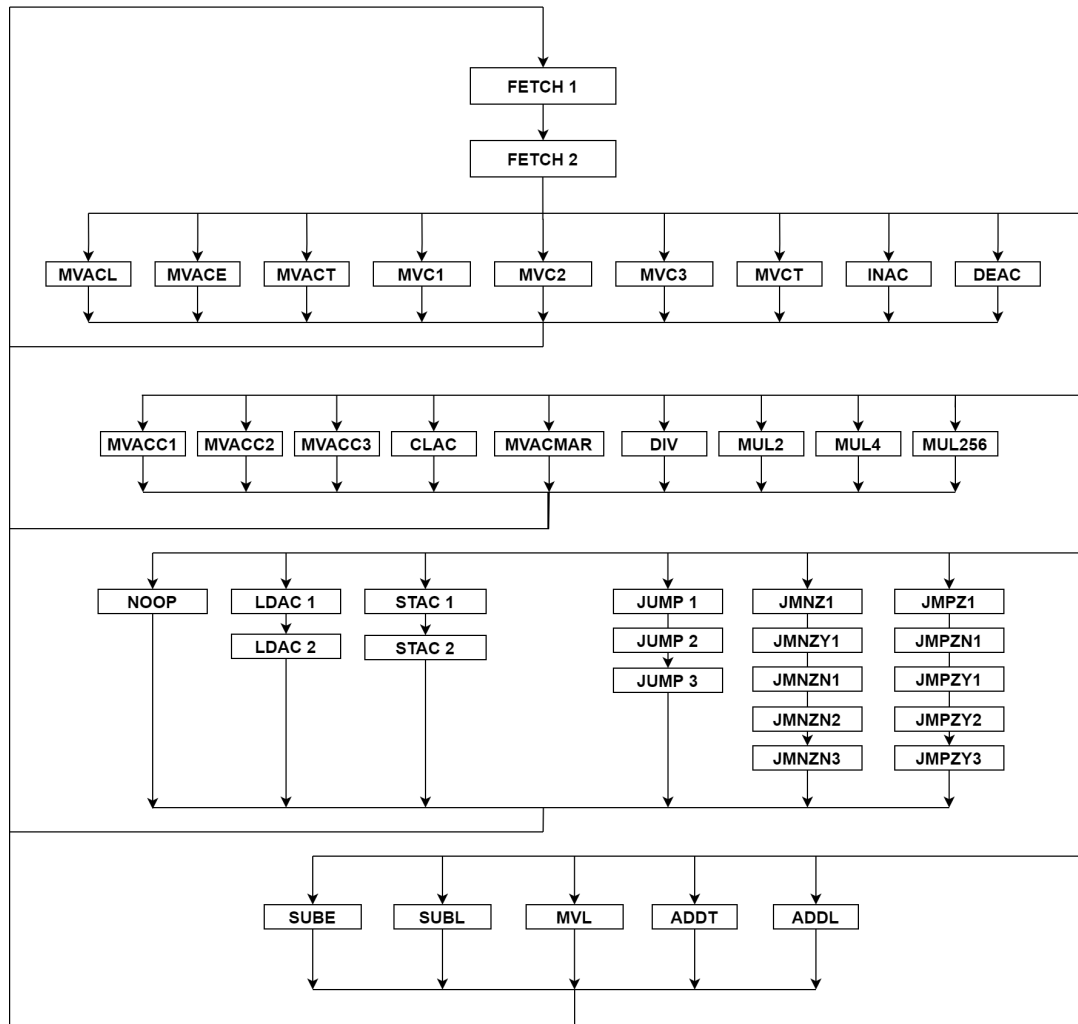 FETCH 1
FETCH 2
MVACL MVACE MVACT MVC1 MVC2 MVC3 MVCT INAC DEAC
MVACC1 MVACC2 MVACC3 CLAC MVACMAR DIV MUL2 MUL4 MUL256
NOOP LDAC 1 STAC 1 JUMP 1 JMNZ1 JMPZ1
LDAC 2 STAC 2 JUMP 2 JMNZY1 JMPZN1
JUMP 3 JMNZN1 JMPZY1
JMNZN2 JMPZY2
JMNZN3 JMPZY3
SUBE SUBL MVL ADDT ADDL